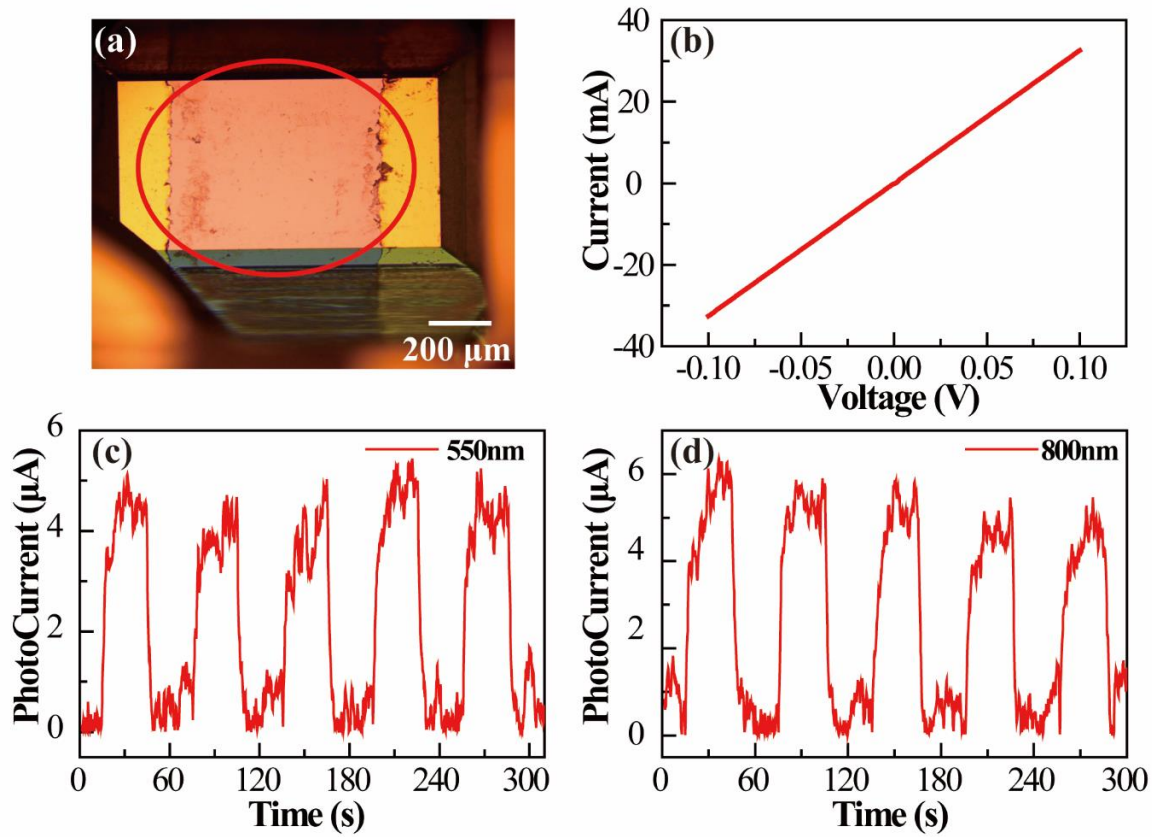 (a)
200 μm
(b)
Current (mA)
40
20
0
-20
-40
-0.10 -0.05 0.00 0.05 0.10
Voltage (V)
(c)
550nm
PhotoCurrent (μA)
6
4
2
0
0 60 120 180 240 300
Time (s)
(d)
800nm
PhotoCurrent (μA)
6
4
2
0
0 60 120 180 240 300
Time (s)